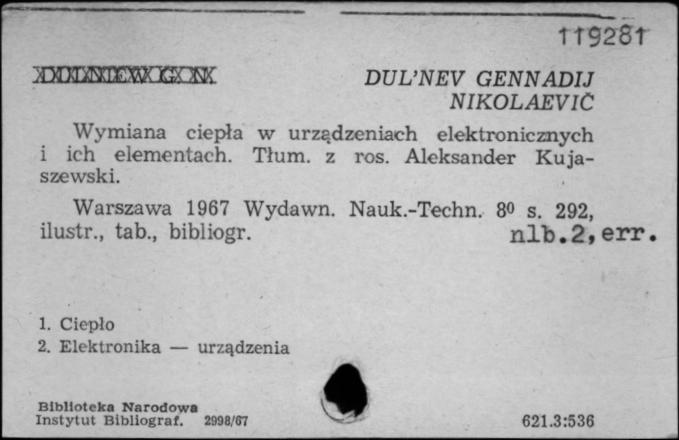 119281
DUL'NEV GENNADIJ
NIKOLAEVIČ
Wymiana ciepła w urządzeniach elektronicznych
i ich elementach. Tłum. z ros. Aleksander Kuja-
szewski.
Warszawa 1967 Wydawn. Nauk.-Techn. 8⁰ s. 292,
ilustr., tab., bibliogr. nlb.2,err.
1. Ciepło
2. Elektronika — urządzenia
Biblioteka Narodowa
Instytut Bibliograf. 2998/67 621.3:536